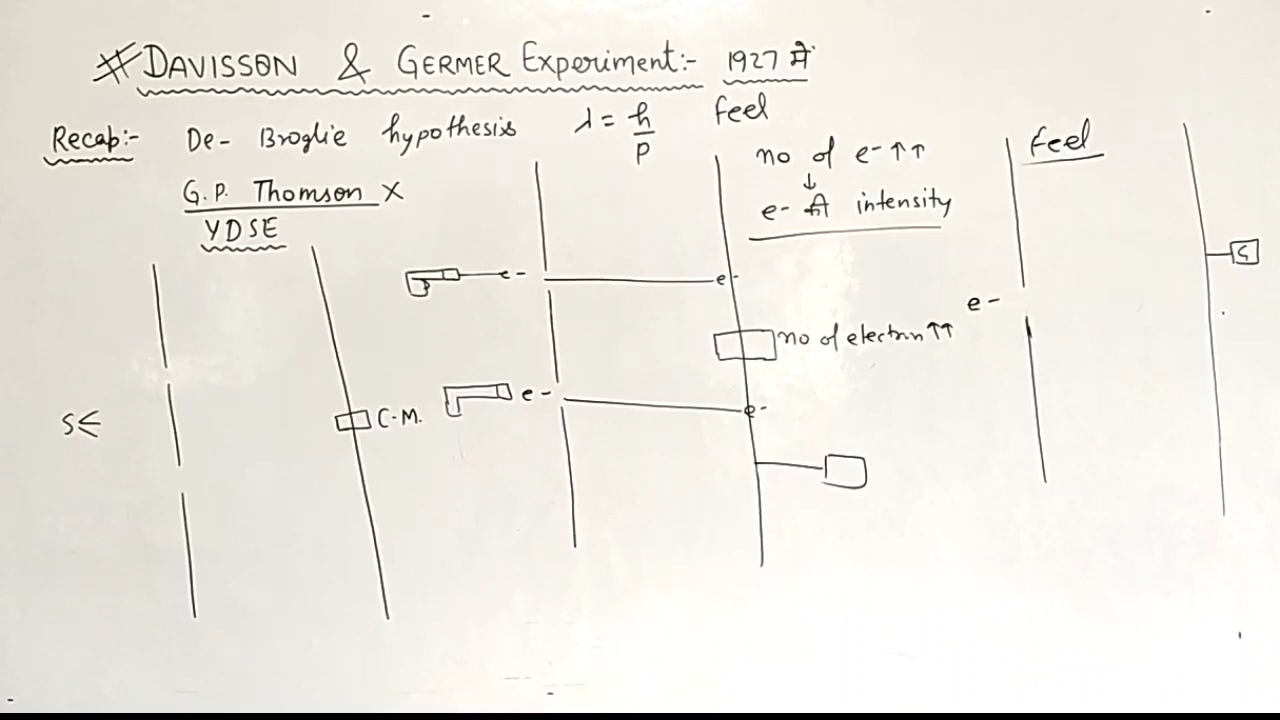 # DAVISSON & GERMER Experiment:- 1927 में
Recap:- De-Broglie hypothesis λ = h/p feel
G.P. Thomson X
YDSE
no of e- ↑↑
↓
e- की intensity
feel
e-
e-
G
e-
no of electron ↑↑
e-
e-
S
C.M.